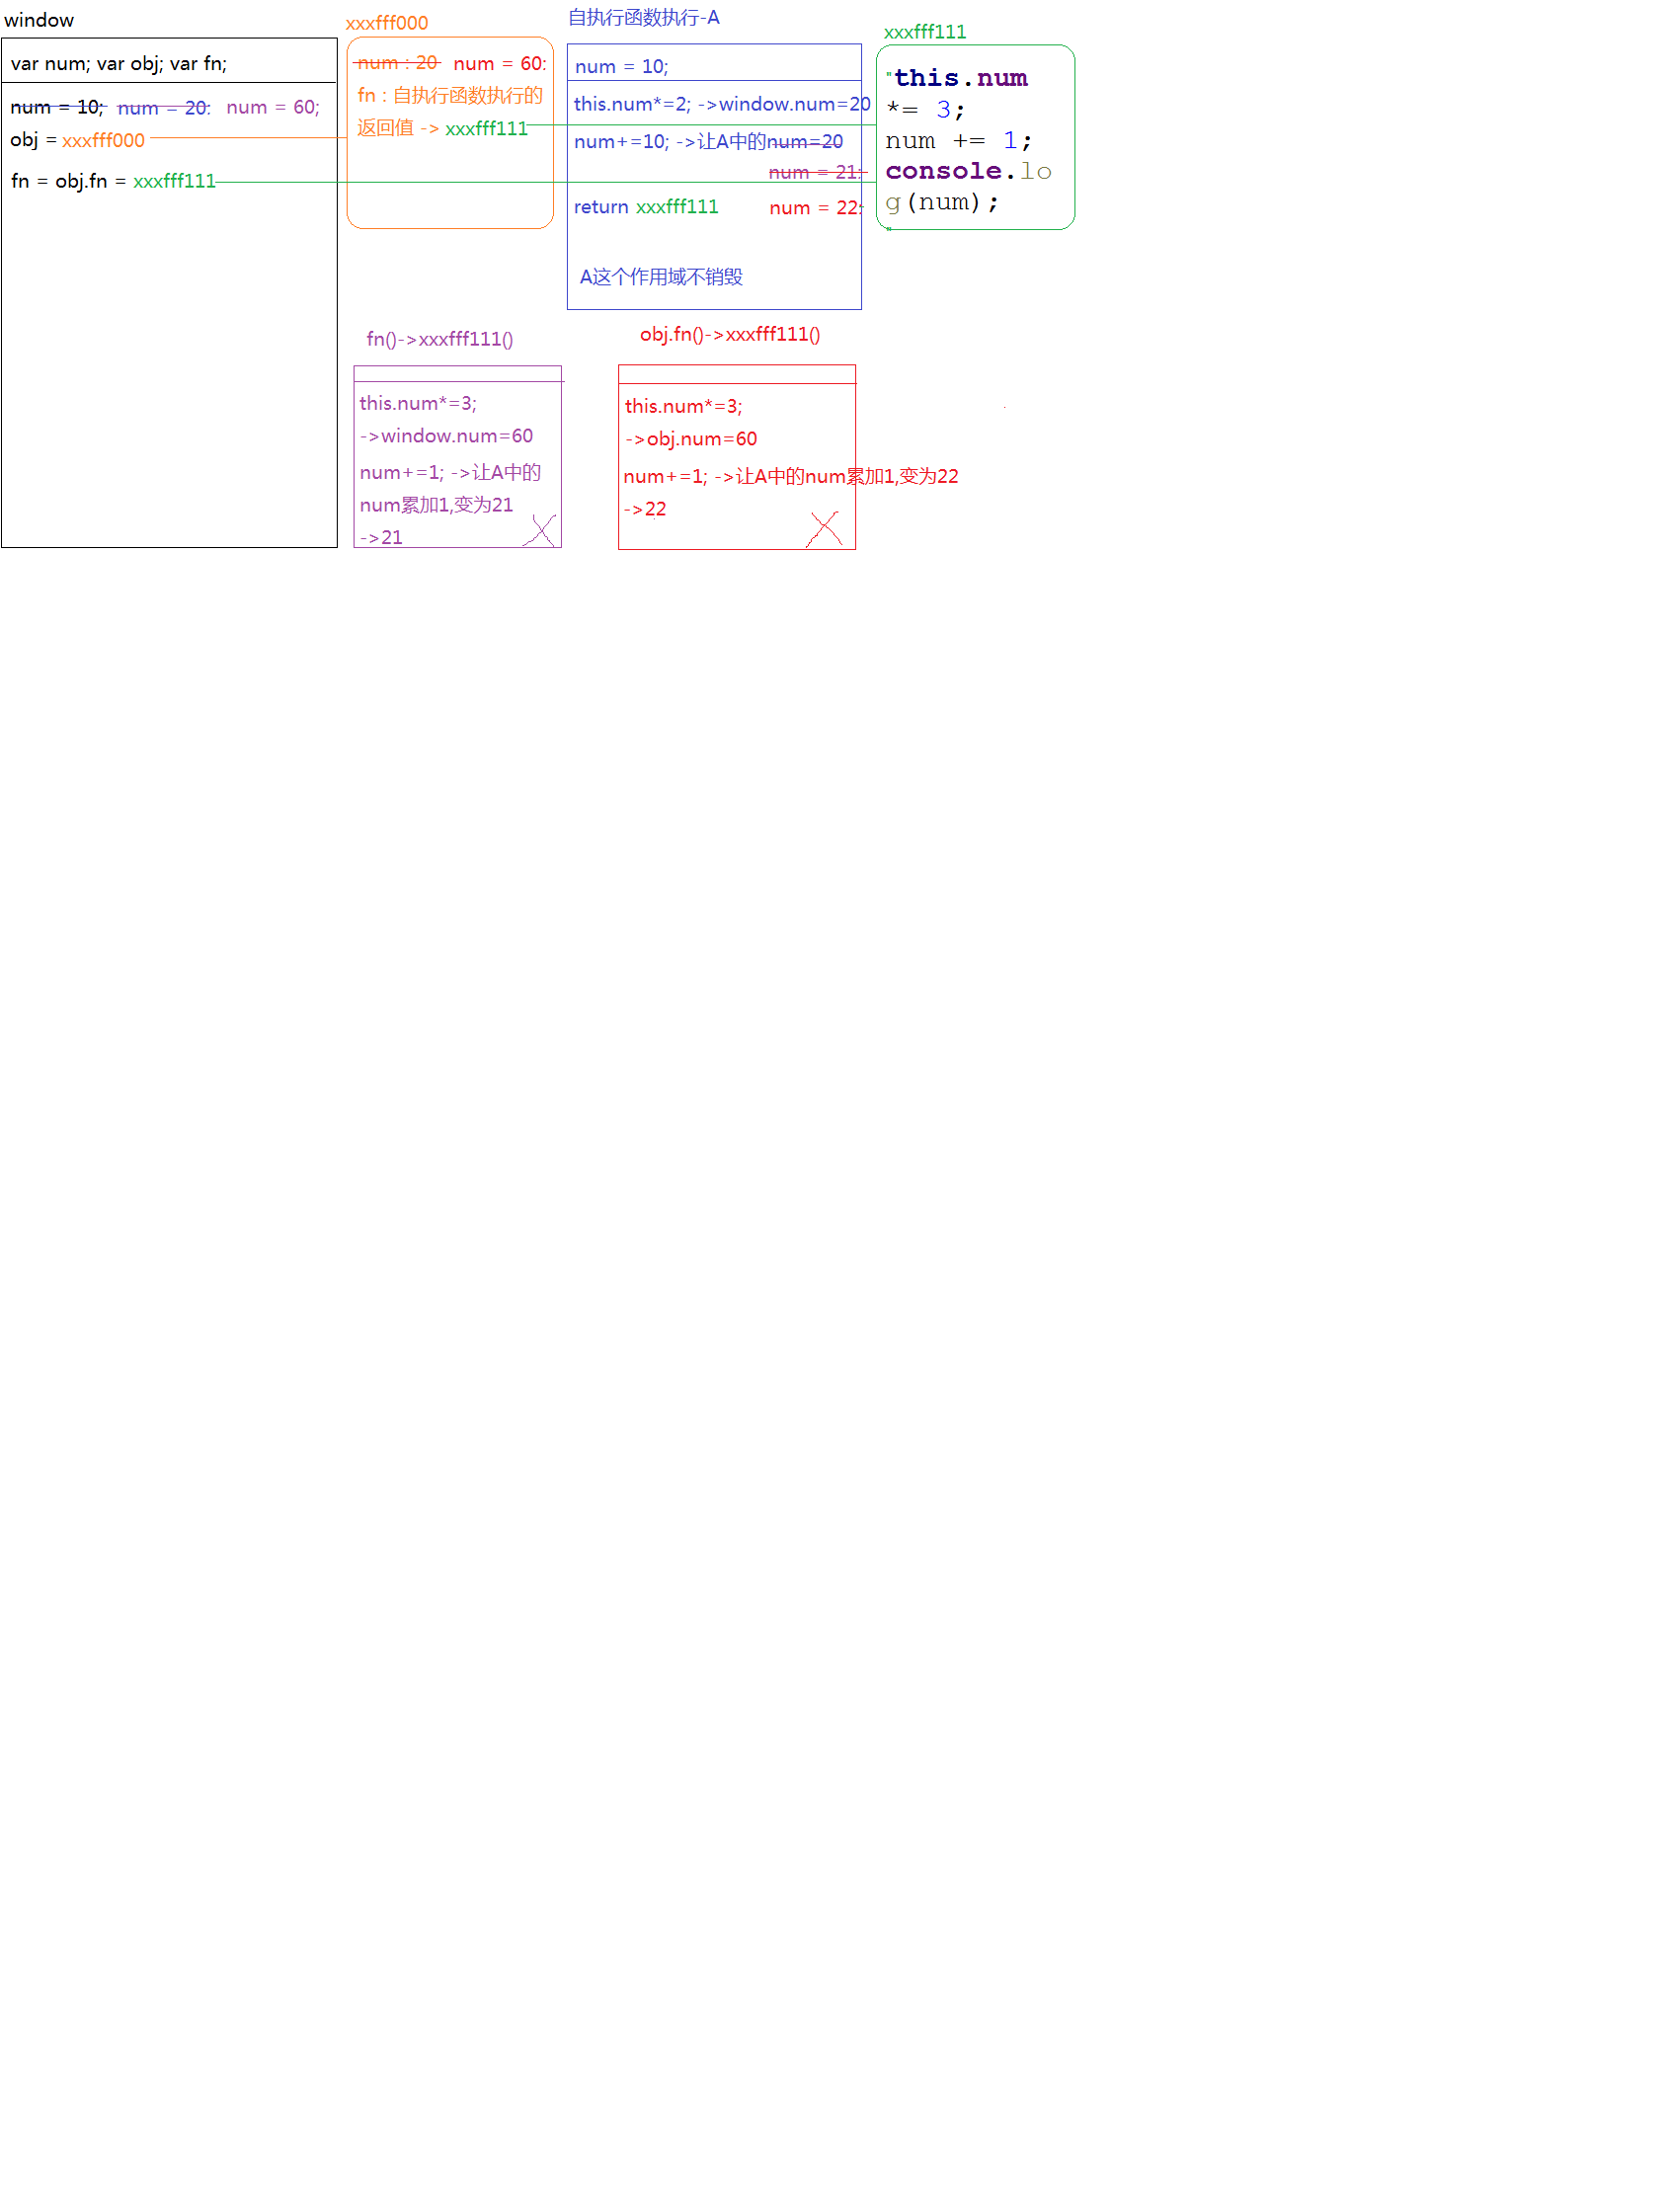 window
var num; var obj; var fn;
num = 10; num = 20; num = 60;
obj = xxxfff000
fn = obj.fn = xxxfff111
xxxfff000
num : 20 num = 60;
fn : 自执行函数执行的
返回值 -> xxxfff111
自执行函数执行-A
num = 10;
this.num*=2; ->window.num=20
num+=10; ->让A中的num=20
num = 21;
return xxxfff111 num = 22;
A这个作用域不销毁
xxxfff111
"this.num
*= 3;
num += 1;
console.lo
g(num);
"
fn()->xxxfff111()
this.num*=3;
->window.num=60
num+=1; ->让A中的
num累加1,变为21
->21
obj.fn()->xxxfff111()
this.num*=3;
->obj.num=60
num+=1; ->让A中的num累加1,变为22
->22